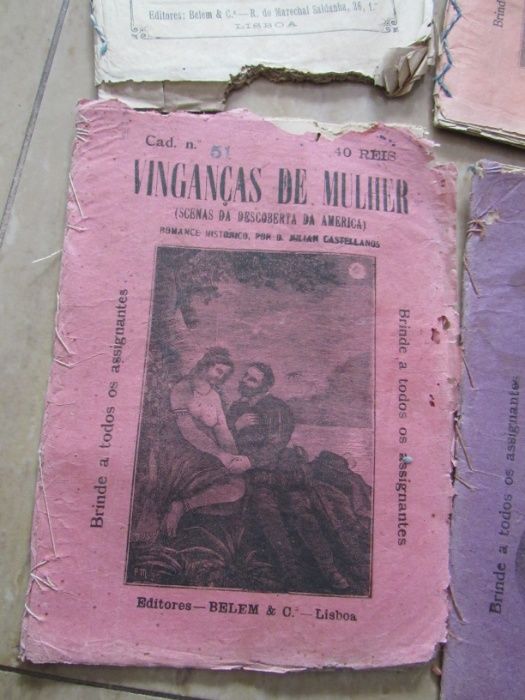 Editores: Belem & C.ª — R. do Marechal Saldanha, 26, 1.º
LISBOA
Brind
Cad. n.º 51 40 REIS
VINGANÇAS DE MULHER
(SCENAS DA DESCOBERTA DA AMERICA)
ROMANCE HISTORICO, POR D. JULIAN CASTELLANOS
Brinde a todos os assignantes
Brinde a todos os assignantes
Editores — BELEM & C.ª — Lisboa
Brinde a todos os assignantes